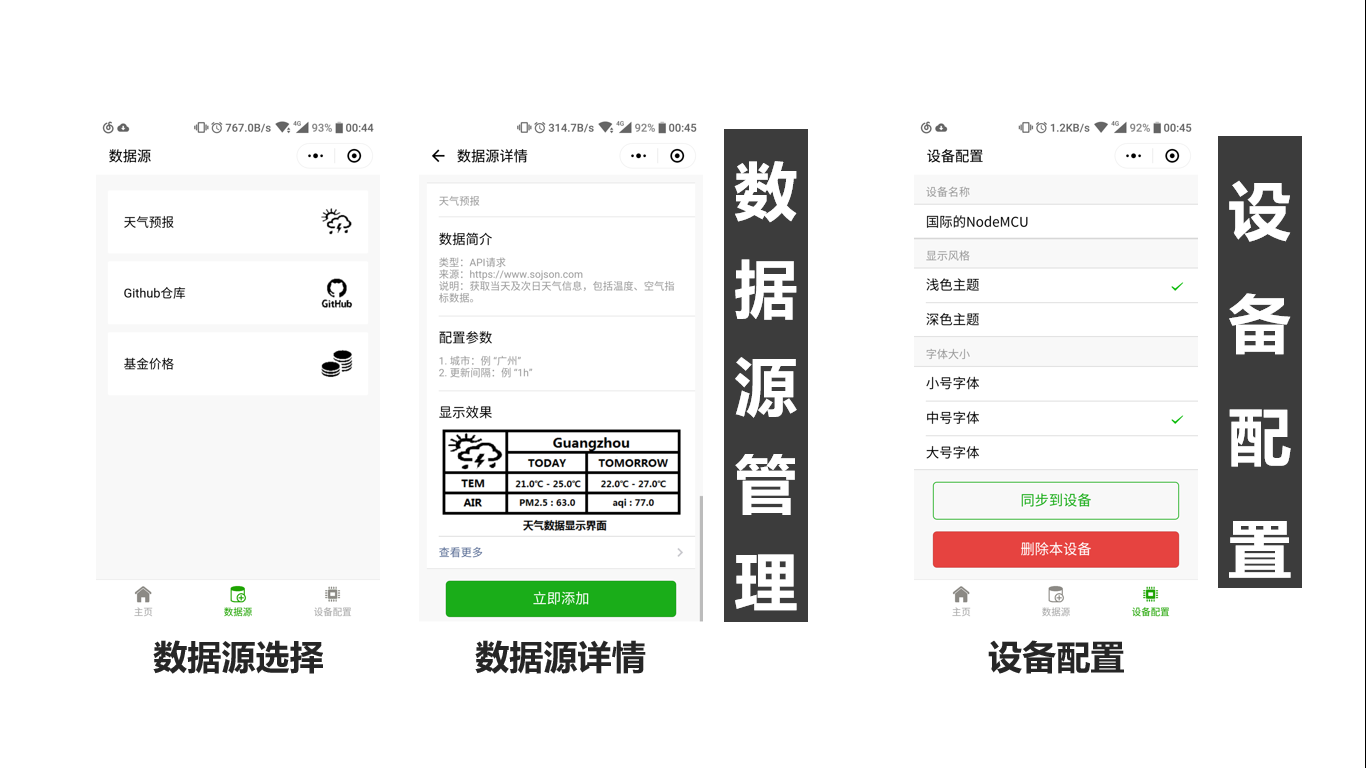 767.0B/s 4G 93% 00:44
数据源
天气预报
Github仓库
GitHub
基金价格
主页 数据源 设备配置
数据源选择
314.7B/s 4G 92% 00:45
数据源详情
天气预报
数据简介
类型：API请求
来源：https://www.sojson.com
说明：获取当天及次日天气信息，包括温度、空气指
标数据。
配置参数
1. 城市：例 “广州”
2. 更新间隔：例 “1h”
显示效果
Guangzhou
TODAY TOMORROW
TEM 21.0℃ - 25.0℃ 22.0℃ - 27.0℃
AIR PM2.5 : 63.0 aqi : 77.0
天气数据显示界面
查看更多
立即添加
数据源详情
数据源管理
1.2KB/s 4G 92% 00:45
设备配置
设备名称
国际的NodeMCU
显示风格
浅色主题
深色主题
字体大小
小号字体
中号字体
大号字体
同步到设备
删除本设备
主页 数据源 设备配置
设备配置
设备配置